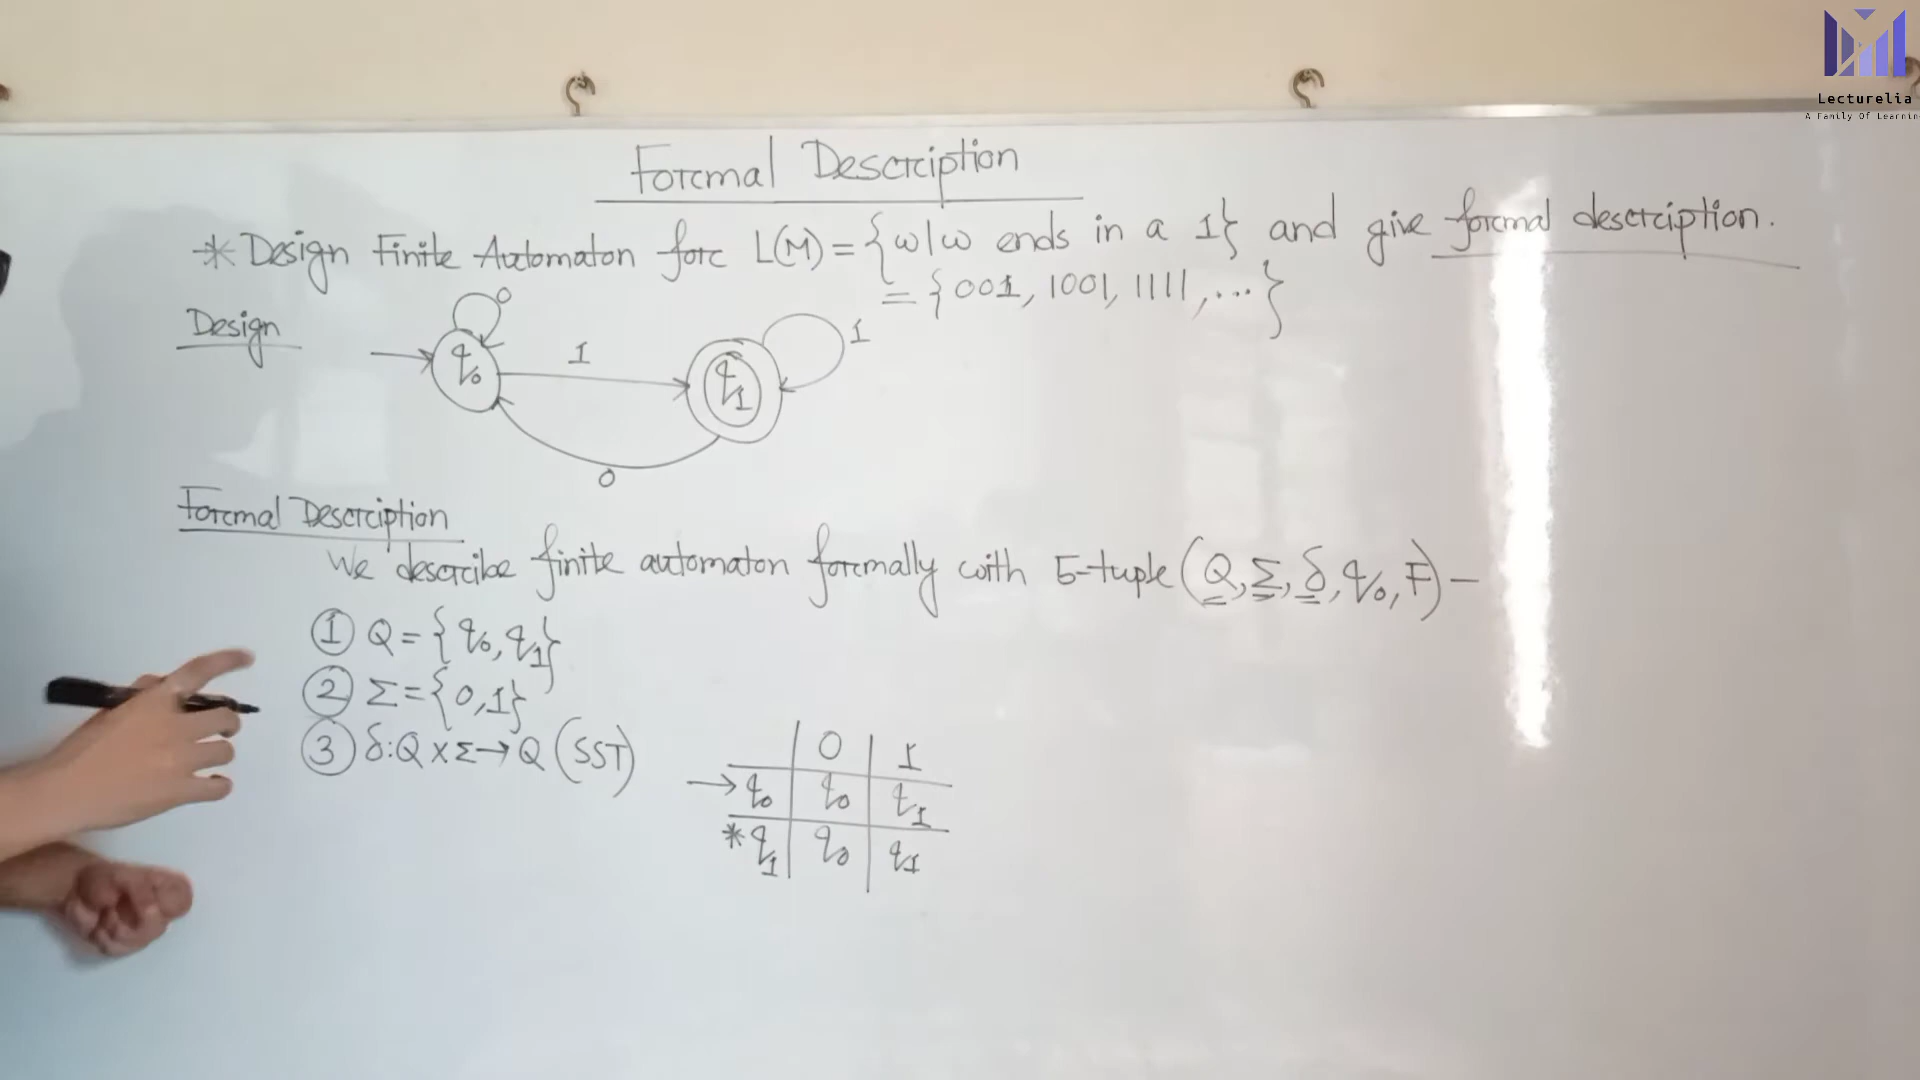 Lecturelia
A Family Of Learnin
Formal Description
* Design Finite Automaton for L(M) = {w/w ends in a 1} and give formal description.
= {001, 1001, 1111, ...}
Design
0
1
1
q₀
q₁
0
Formal Description
We describe finite automaton formally with 5-tuple (Q, Σ, δ, q₀, F) –
① Q = {q₀, q₁}
② Σ = {0, 1}
③ δ: Q × Σ → Q (SST)
0 1
→ q₀ q₀ q₁
* q₁ q₀ q₁